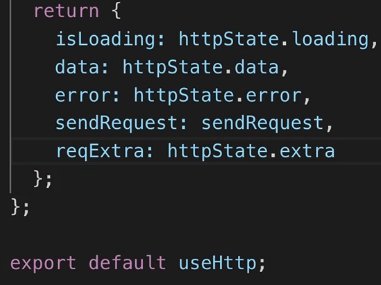 return {
isLoading: httpState.loading,
data: httpState.data,
error: httpState.error,
sendRequest: sendRequest,
reqExtra: httpState.extra
};
};
export default useHttp;